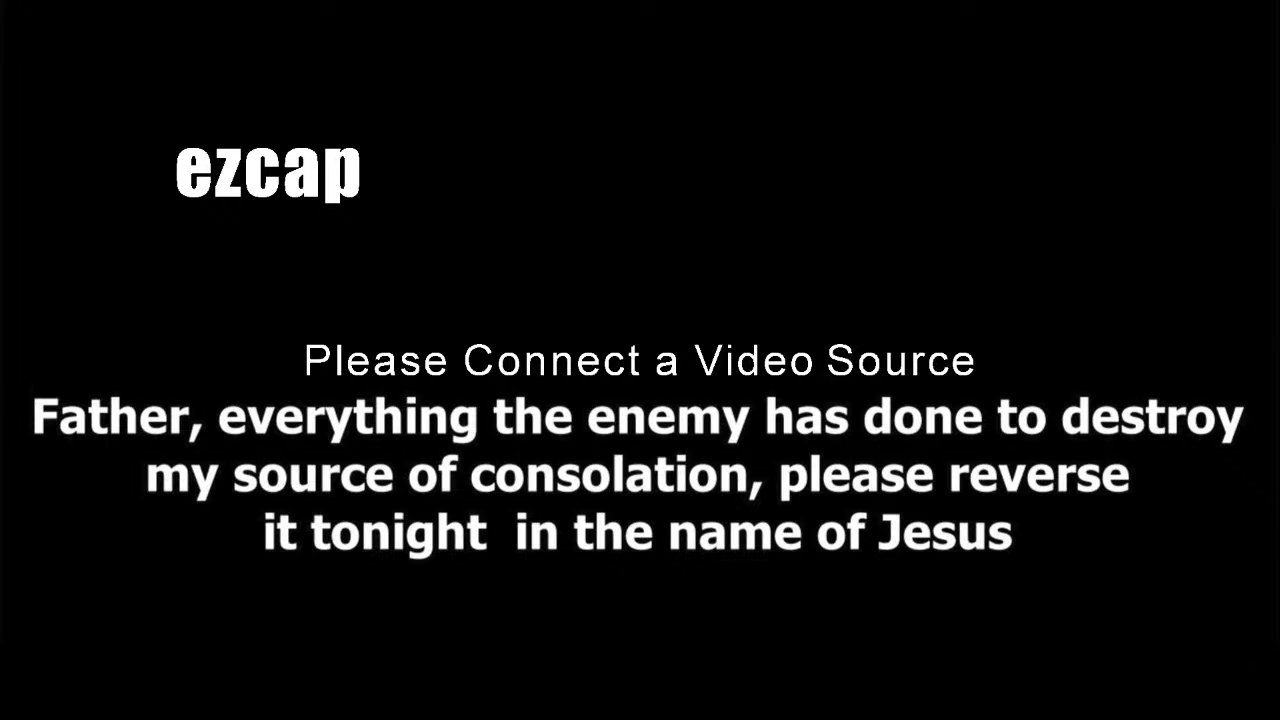 ezcap
Please Connect a Video Source
Father, everything the enemy has done to destroy
my source of consolation, please reverse
it tonight  in the name of Jesus